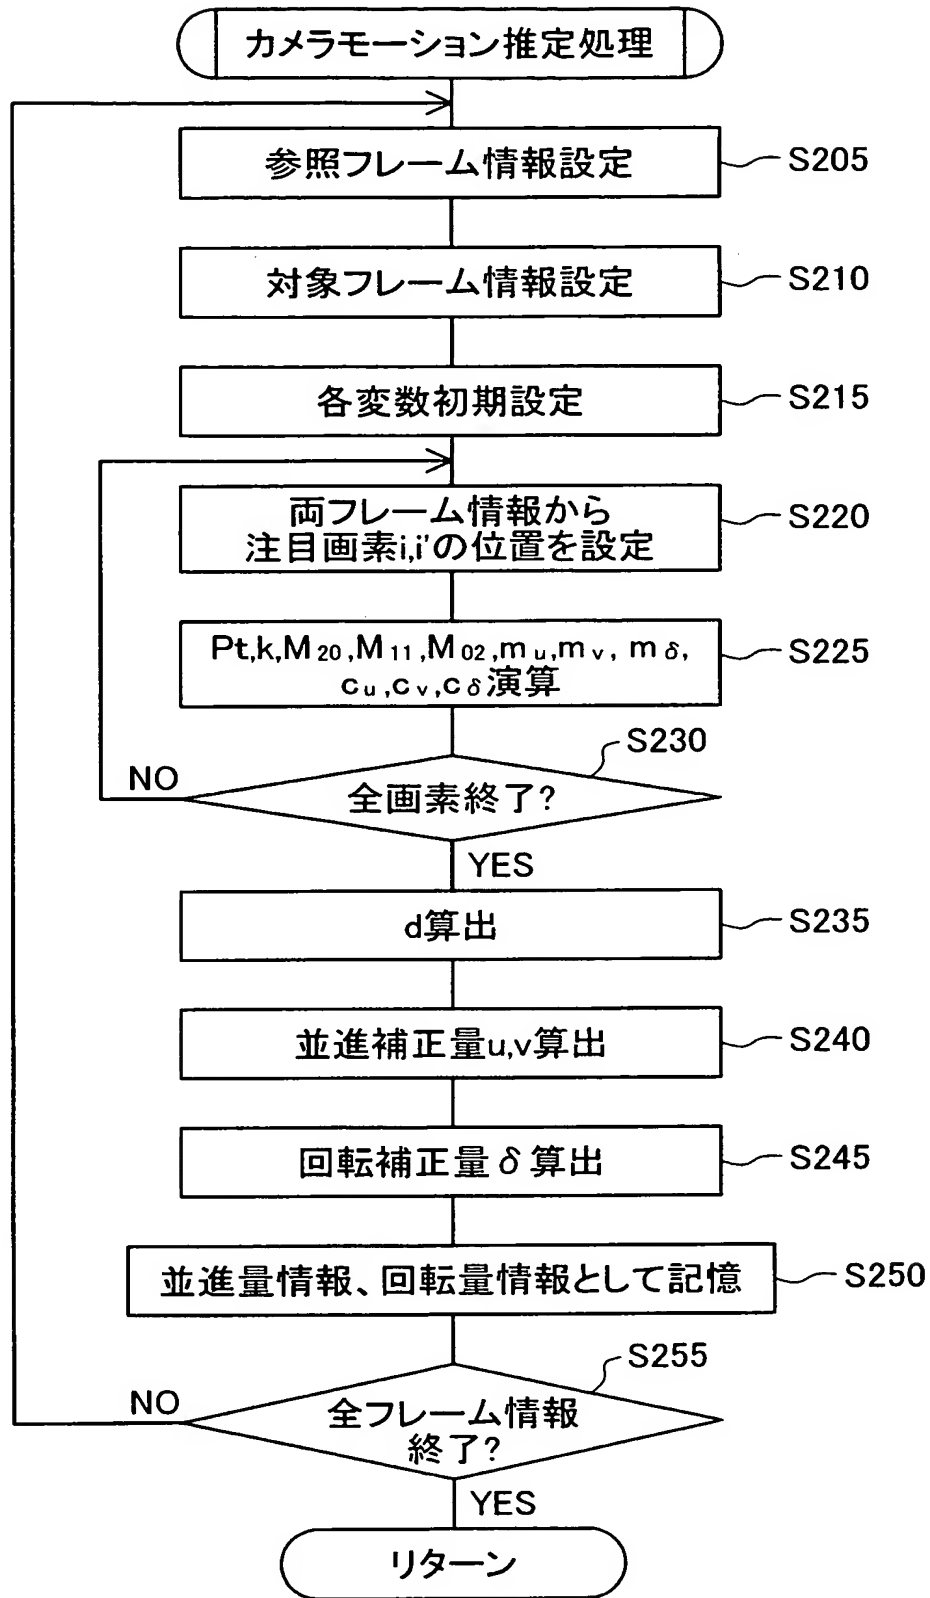 カメラモーション推定処理
参照フレーム情報設定
S205
対象フレーム情報設定
S210
各変数初期設定
S215
両フレーム情報から
注目画素i,i'の位置を設定
S220
Pt,k,M20,M11,M02,mu,mv, mδ,
cu,cv,cδ演算
S225
S230
全画素終了?
NO
YES
d算出
S235
並進補正量u,v算出
S240
回転補正量δ算出
S245
並進量情報、回転量情報として記憶
S250
S255
全フレーム情報
終了?
NO
YES
リターン